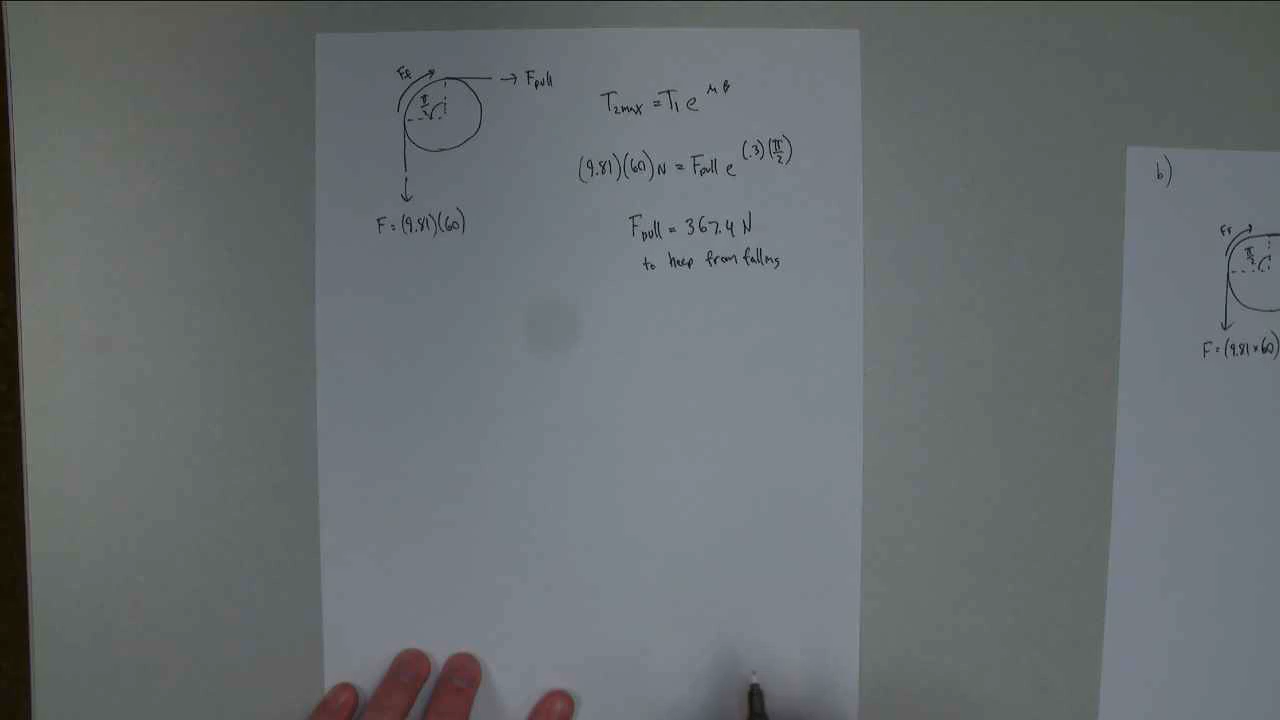 Ff
→ Fpull
π/2
F = (9.81)(60)
T2max = T1 e^μβ
(9.81)(60) N = Fpull e^(.3)(π/2)
Fpull = 367.4 N
to keep from falling
b)
Ff
π/2
F = (9.81×60)